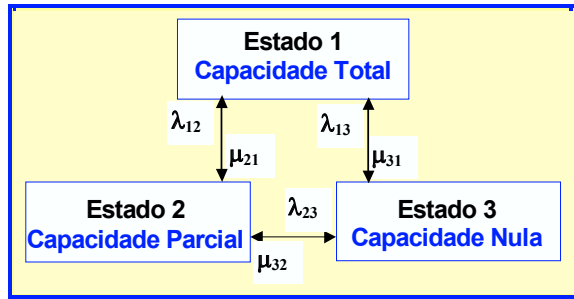 Estado 1
Capacidade Total
λ12
λ13
μ21
μ31
Estado 2
Capacidade Parcial
λ23
Estado 3
Capacidade Nula
μ32